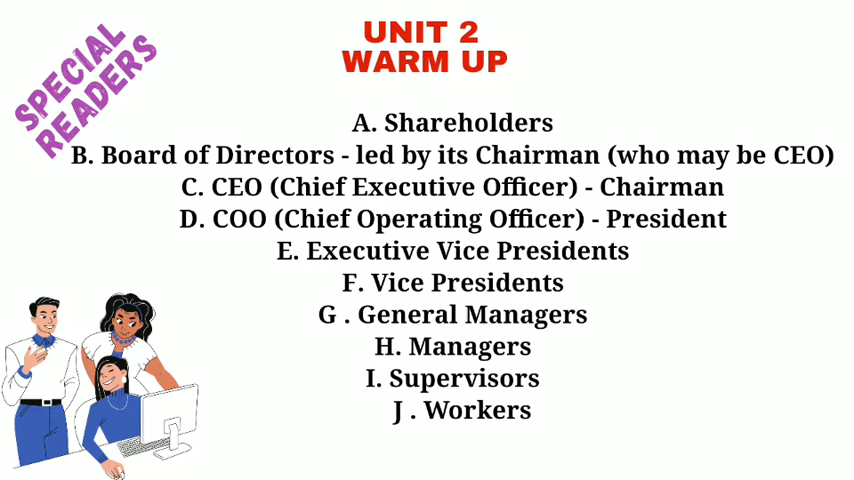 SPECIAL
READERS
UNIT 2
WARM UP
A. Shareholders
B. Board of Directors - led by its Chairman (who may be CEO)
C. CEO (Chief Executive Officer) - Chairman
D. COO (Chief Operating Officer) - President
E. Executive Vice Presidents
F. Vice Presidents
G . General Managers
H. Managers
I. Supervisors
J . Workers